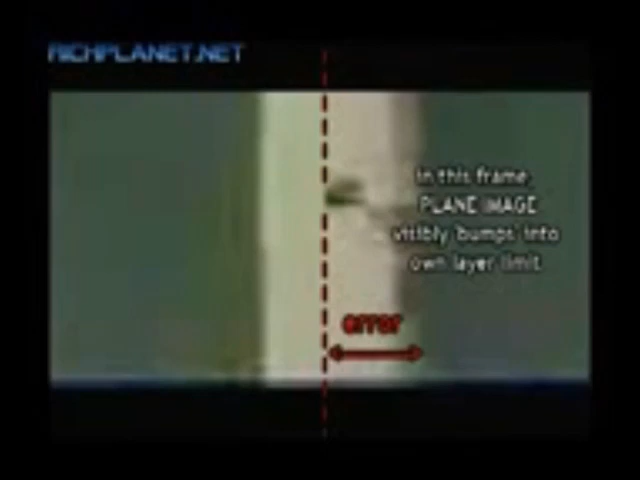 RICHPLANET.NET
In this frame,
PLANE IMAGE
visibly 'bumps' into
own layer limit
error